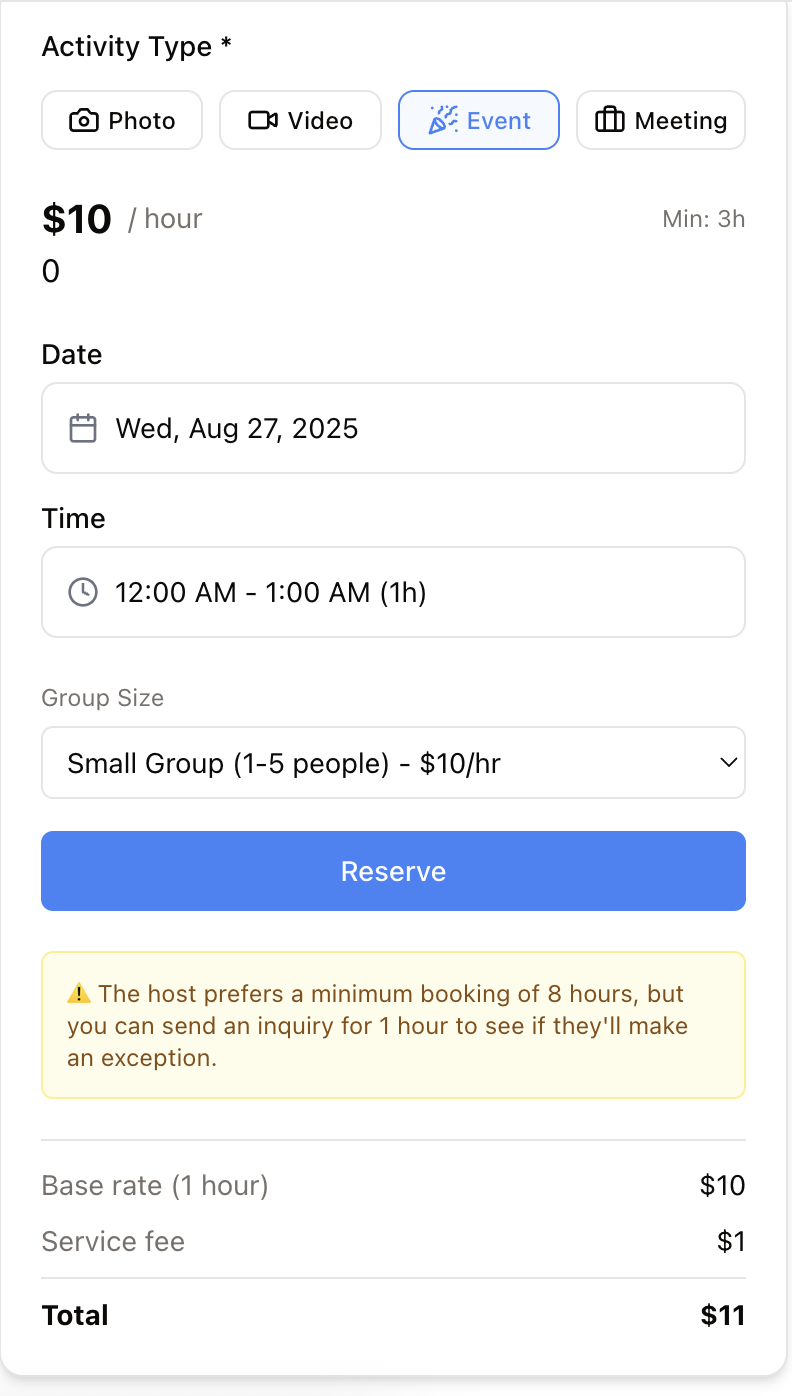 Activity Type *
Photo Video Event Meeting
$10 / hour Min: 3h
0
Date
Wed, Aug 27, 2025
Time
12:00 AM - 1:00 AM (1h)
Group Size
Small Group (1-5 people) - $10/hr
Reserve
⚠️ The host prefers a minimum booking of 8 hours, but
you can send an inquiry for 1 hour to see if they'll make
an exception.
Base rate (1 hour) $10
Service fee $1
Total $11